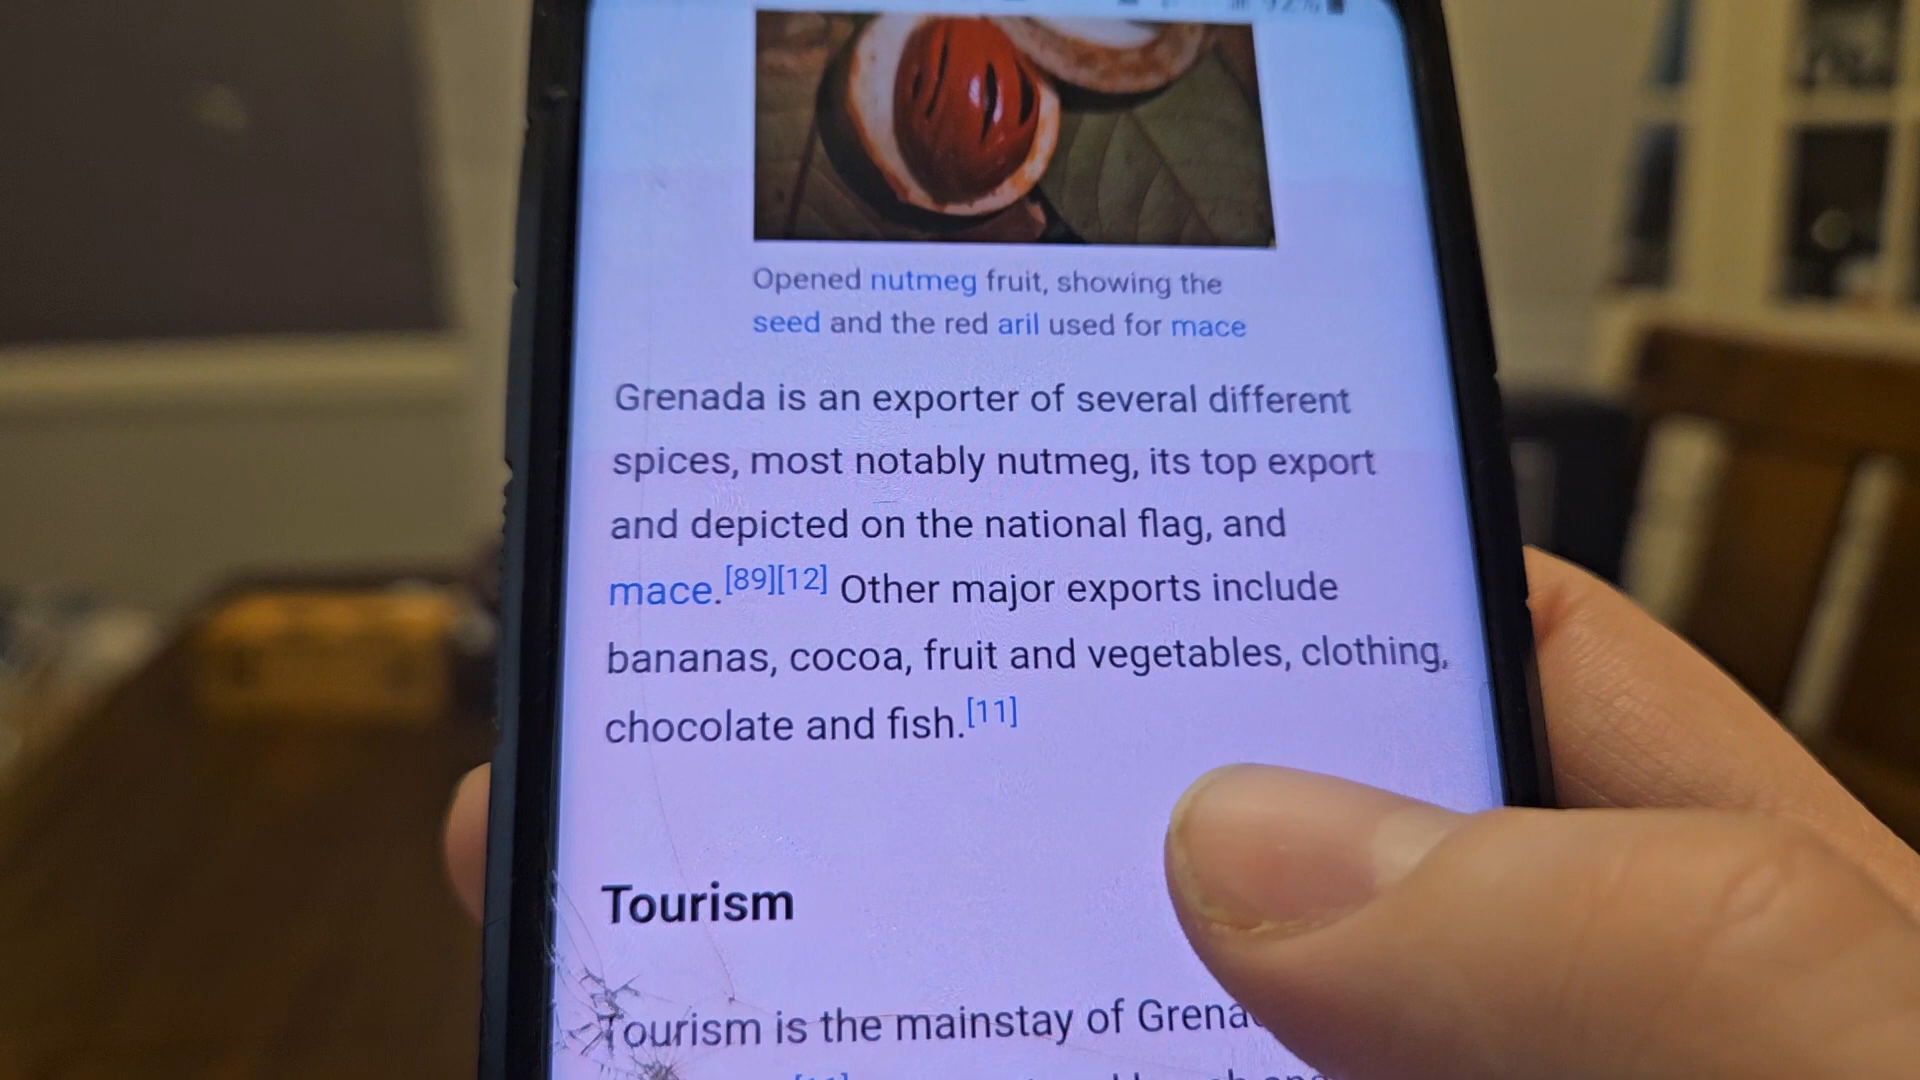 92%
Opened nutmeg fruit, showing the
seed and the red aril used for mace
Grenada is an exporter of several different
spices, most notably nutmeg, its top export
and depicted on the national flag, and
mace.[89][12] Other major exports include
bananas, cocoa, fruit and vegetables, clothing,
chocolate and fish.[11]
Tourism
Tourism is the mainstay of
[11]